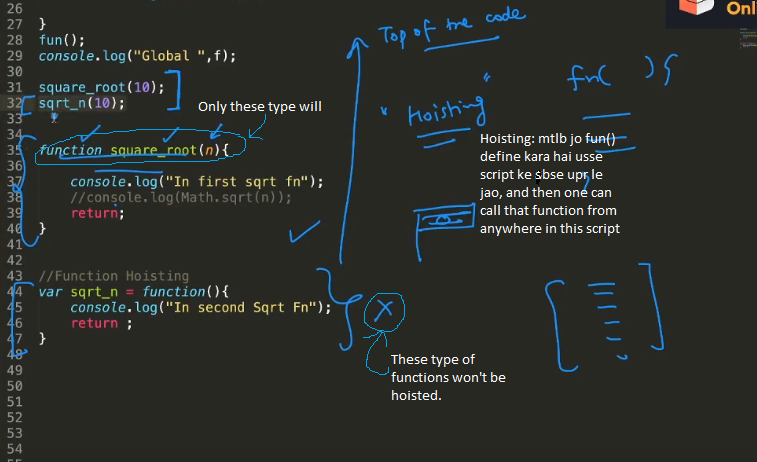 26
27 }
28 fun();
29 console.log("Global ",f);
30
31 square_root(10);
32 sqrt_n(10);
33
34
35 function square_root(n){
36
37 console.log("In first sqrt fn");
38 //console.log(Math.sqrt(n));
39 return;
40 }
41
42
43 //Function Hoisting
44 var sqrt_n = function(){
45 console.log("In second Sqrt Fn");
46 return ;
47 }
48
49
50
51
52
53
54
Onli
Top of the code
fn( ){
" Hoisting "
Only these type will
Hoisting: mtlb jo fun()
define kara hai usse
script ke sbse upr le
jao, and then one can
call that function from
anywhere in this script
X
These type of
functions won't be
hoisted.